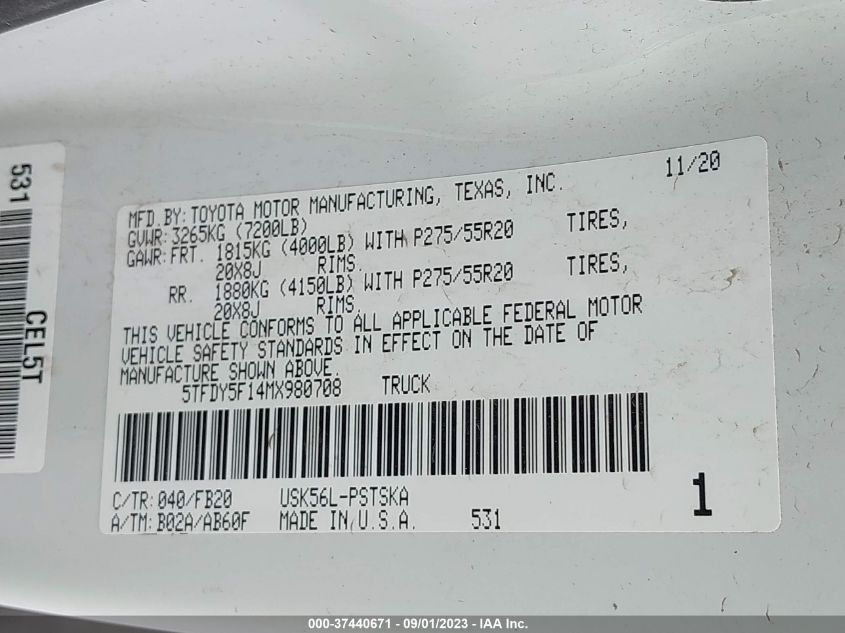 531
CEL5T
MFD.BY: TOYOTA MOTOR MANUFACTURING, TEXAS, INC. 11/20
GVWR: 3265KG (7200LB)
GAWR: FRT. 1815KG (4000LB) WITH P275/55R20 TIRES,
20X8J RIMS.
RR. 1880KG (4150LB) WITH P275/55R20 TIRES,
20X8J RIMS.
THIS VEHICLE CONFORMS TO ALL APPLICABLE FEDERAL MOTOR
VEHICLE SAFETY STANDARDS IN EFFECT ON THE DATE OF
MANUFACTURE SHOWN ABOVE.
5TFDY5F14MX980708 TRUCK
C/TR: 040/FB20 USK56L-PSTSKA
A/TM: B02A/AB60F MADE IN U.S.A. 531
1
000-37440671 - 09/01/2023 - IAA Inc.